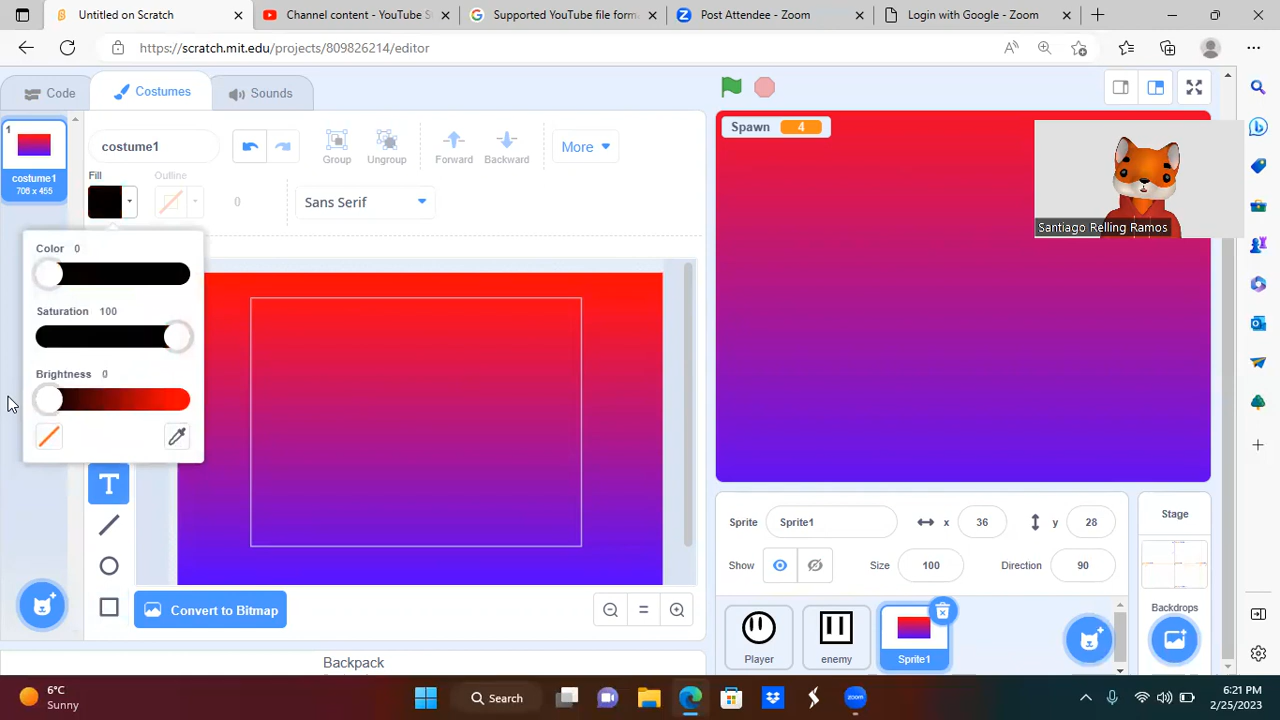 Untitled on Scratch
Channel content - YouTube S
Supported YouTube file form
Post Attendee - Zoom
Login with Google - Zoom
https://scratch.mit.edu/projects/809826214/editor
Code
Costumes
Sounds
1
costume1
706 x 455
costume1
Group
Ungroup
Forward
Backward
More
Fill
Outline
0
Sans Serif
Color 0
Saturation 100
Brightness 0
T
Convert to Bitmap
Backpack
Spawn 4
Santiago Relling Ramos
Sprite
Sprite1
x
36
y
28
Show
Size
100
Direction
90
Player
enemy
Sprite1
Stage
Backdrops
6°C
Sunny
Search
zoom
6:21 PM
2/25/2023